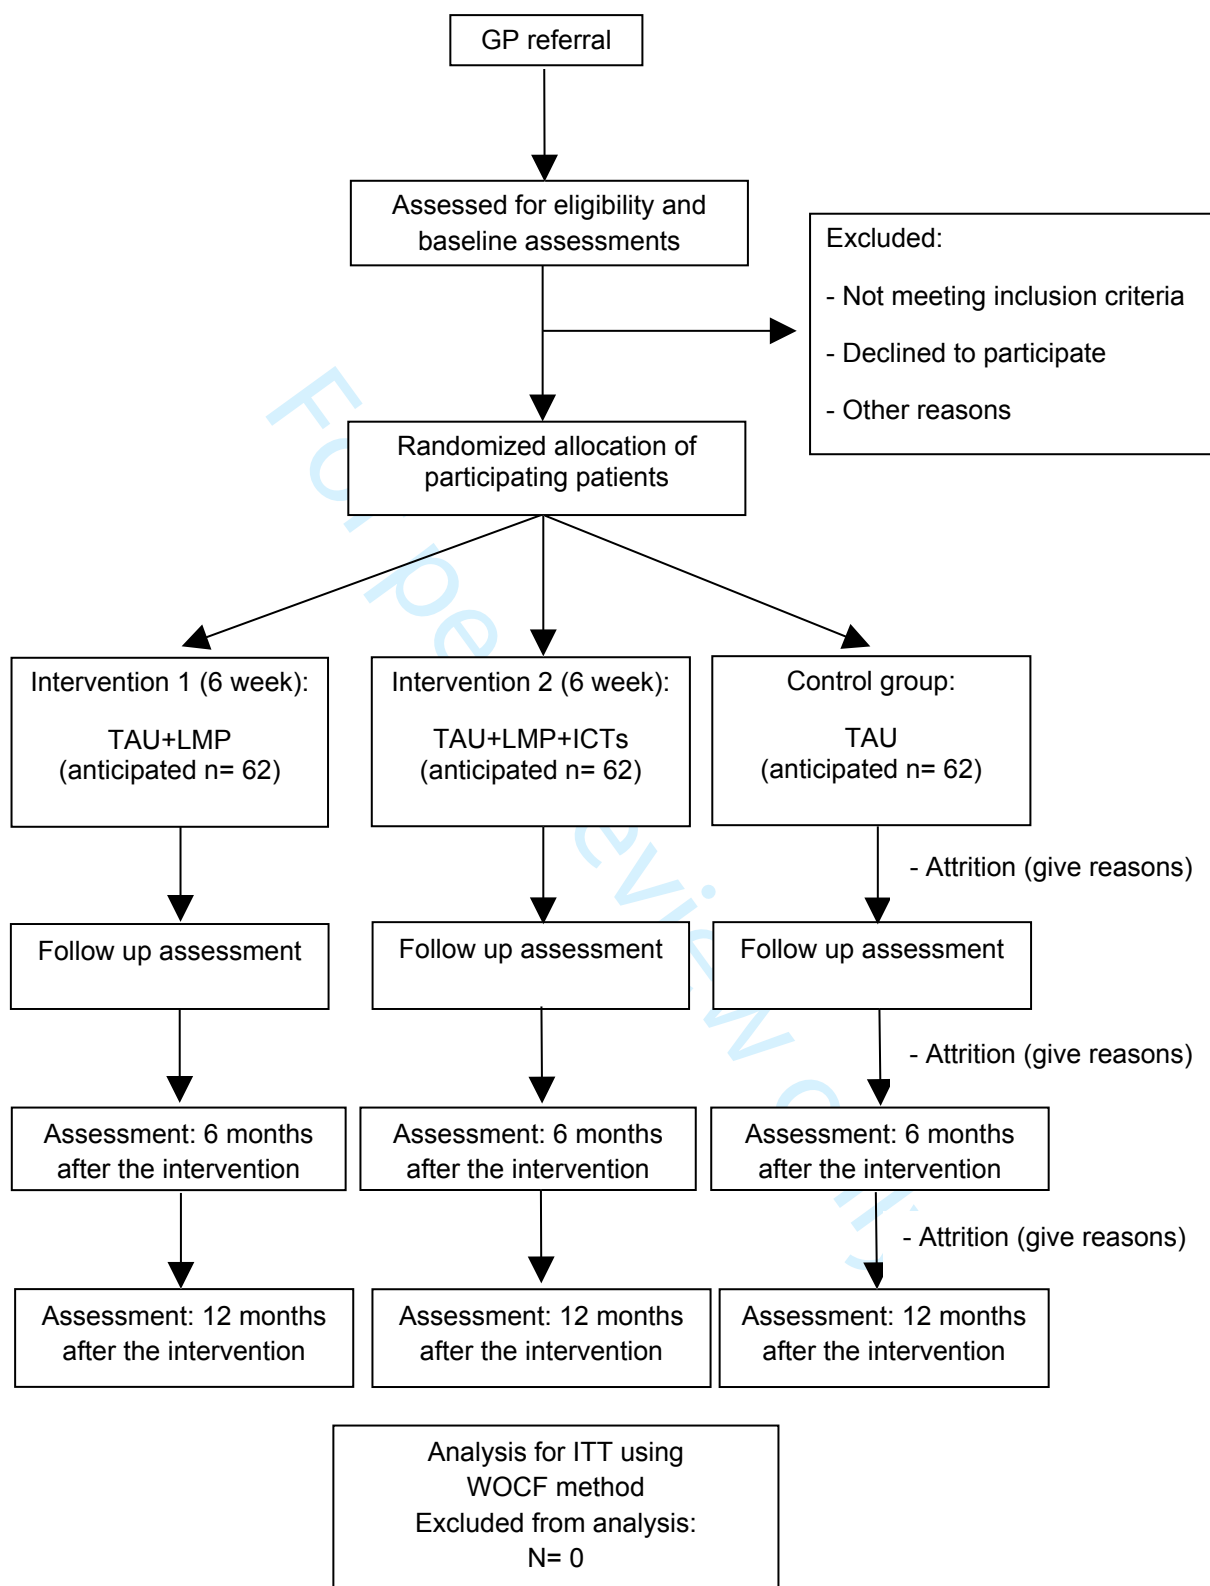 GP referral
Assessed for eligibility and
baseline assessments
Excluded:
- Not meeting inclusion criteria
- Declined to participate
- Other reasons
Randomized allocation of
participating patients
Intervention 1 (6 week):
TAU+LMP
(anticipated n= 62)
Intervention 2 (6 week):
TAU+LMP+ICTs
(anticipated n= 62)
Control group:
TAU
(anticipated n= 62)
- Attrition (give reasons)
Follow up assessment
Follow up assessment
Follow up assessment
- Attrition (give reasons)
Assessment: 6 months
after the intervention
Assessment: 6 months
after the intervention
Assessment: 6 months
after the intervention
- Attrition (give reasons)
Assessment: 12 months
after the intervention
Assessment: 12 months
after the intervention
Assessment: 12 months
after the intervention
Analysis for ITT using
WOCF method
Excluded from analysis:
N= 0
For peer review only